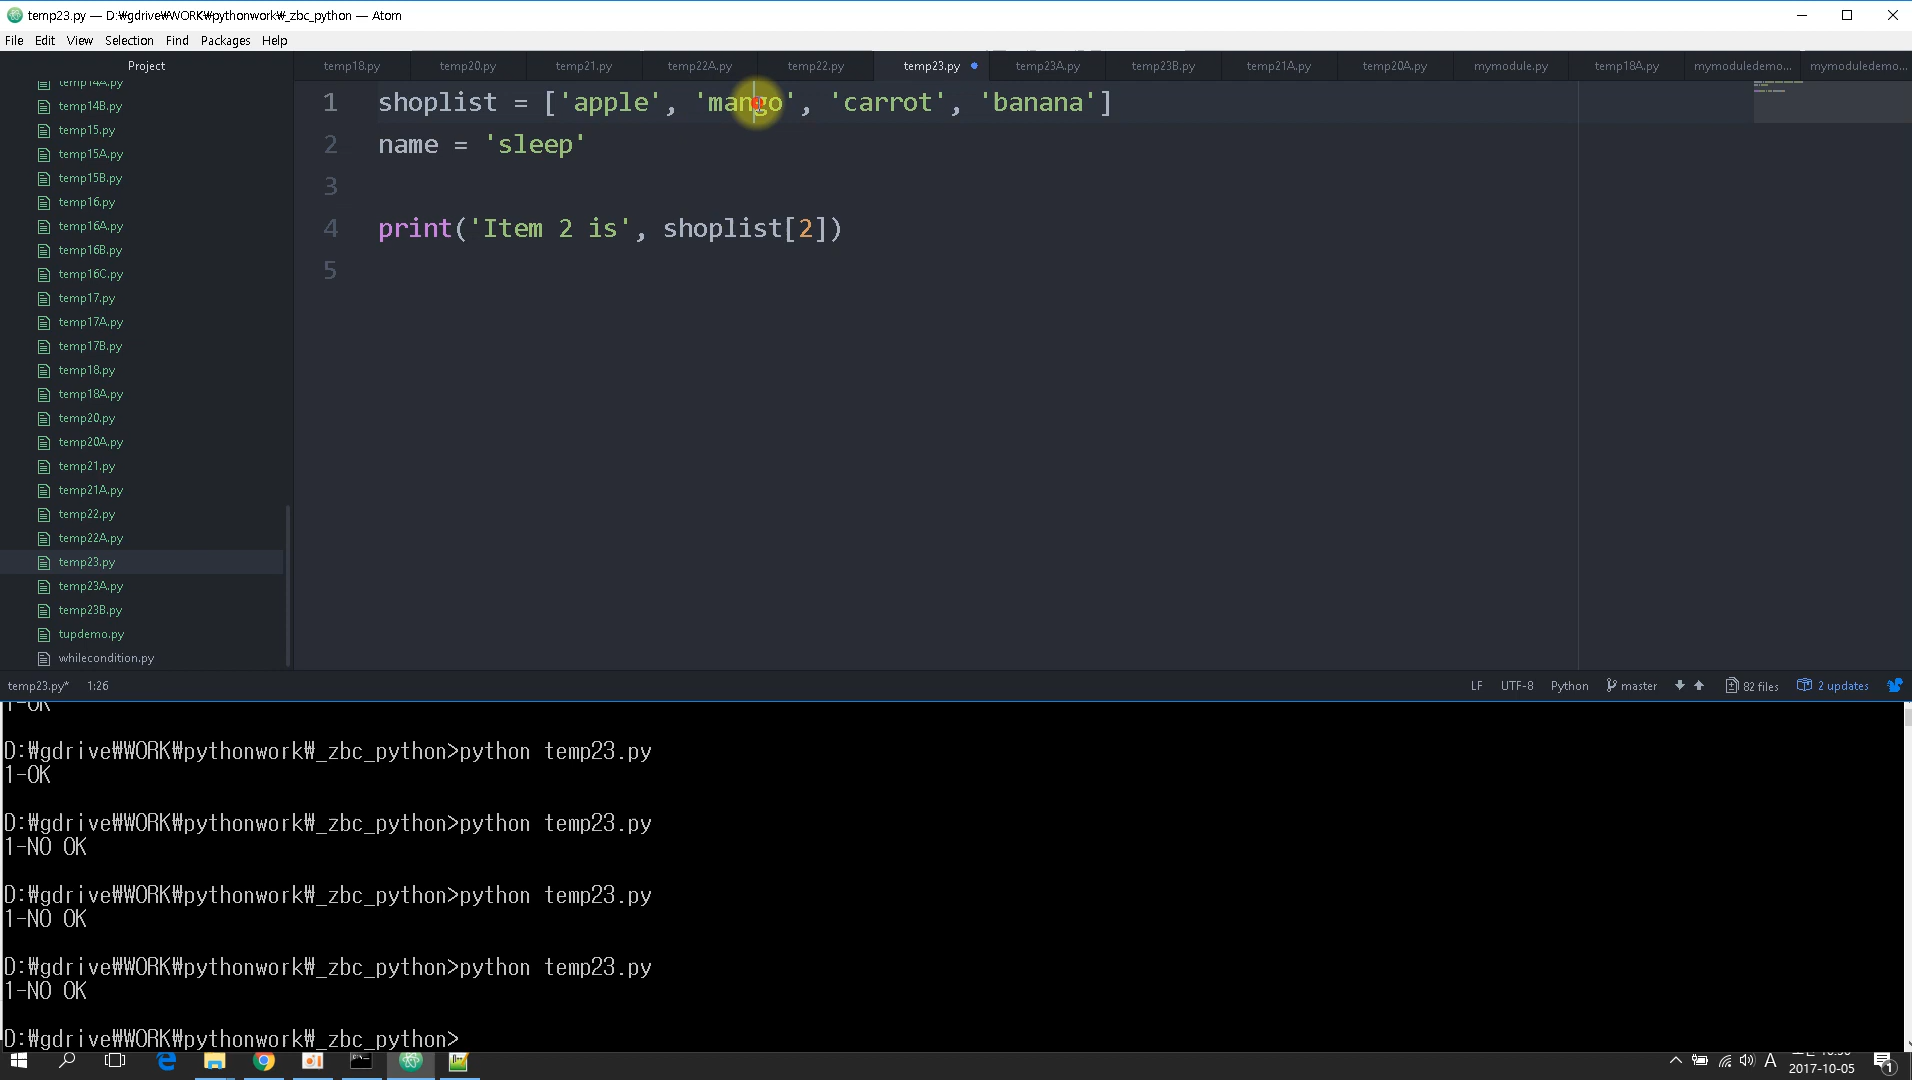 temp23.py — D:₩gdrive₩WORK₩pythonwork₩_zbc_python — Atom
File Edit View Selection Find Packages Help
Project
temp18.py temp20.py temp21.py temp22A.py temp22.py temp23.py temp23A.py temp23B.py temp21A.py temp20A.py mymodule.py temp18A.py mymoduledemo... mymoduledemo...
temp14A.py
temp14B.py
temp15.py
temp15A.py
temp15B.py
temp16.py
temp16A.py
temp16B.py
temp16C.py
temp17.py
temp17A.py
temp17B.py
temp18.py
temp18A.py
temp20.py
temp20A.py
temp21.py
temp21A.py
temp22.py
temp22A.py
temp23.py
temp23A.py
temp23B.py
tupdemo.py
whilecondition.py
1 shoplist = ['apple', 'mango', 'carrot', 'banana']
2 name = 'sleep'
3
4 print('Item 2 is', shoplist[2])
5
temp23.py* 1:26 LF UTF-8 Python master 82 files 2 updates
1-OK
D:₩gdrive₩WORK₩pythonwork₩_zbc_python>python temp23.py
1-OK
D:₩gdrive₩WORK₩pythonwork₩_zbc_python>python temp23.py
1-NO OK
D:₩gdrive₩WORK₩pythonwork₩_zbc_python>python temp23.py
1-NO OK
D:₩gdrive₩WORK₩pythonwork₩_zbc_python>python temp23.py
1-NO OK
D:₩gdrive₩WORK₩pythonwork₩_zbc_python>
A
2017-10-05
1